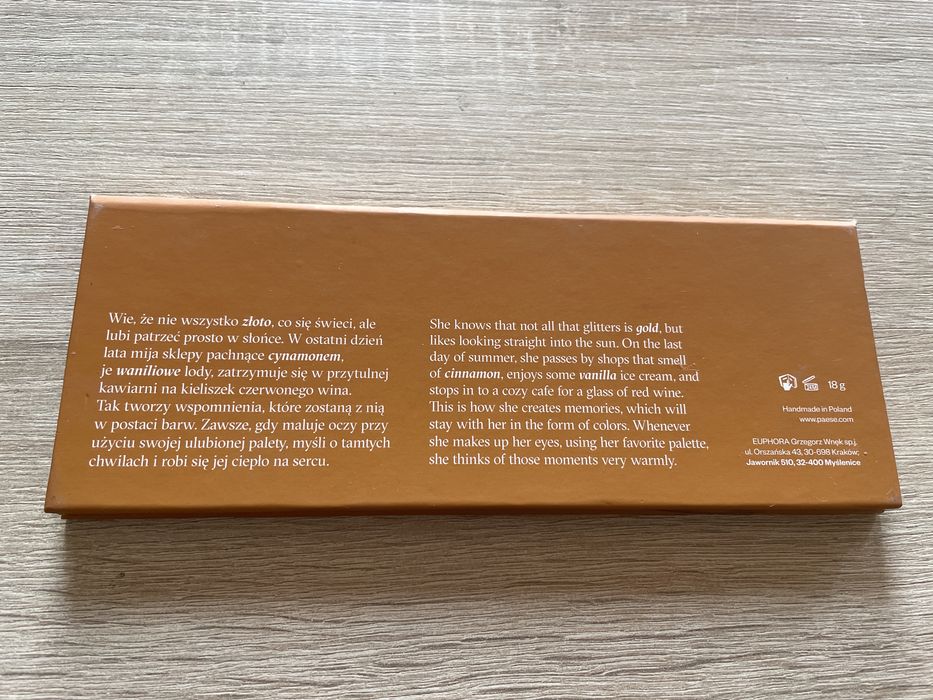 Wie, że nie wszystko złoto, co się świeci, ale
lubi patrzeć prosto w słońce. W ostatni dzień
lata mija sklepy pachnące cynamonem,
je waniliowe lody, zatrzymuje się w przytulnej
kawiarni na kieliszek czerwonego wina.
Tak tworzy wspomnienia, które zostaną z nią
w postaci barw. Zawsze, gdy maluje oczy przy
użyciu swojej ulubionej palety, myśli o tamtych
chwilach i robi się jej ciepło na sercu.
She knows that not all that glitters is gold, but
likes looking straight into the sun. On the last
day of summer, she passes by shops that smell
of cinnamon, enjoys some vanilla ice cream, and
stops in to a cozy cafe for a glass of red wine.
This is how she creates memories, which will
stay with her in the form of colors. Whenever
she makes up her eyes, using her favorite palette,
she thinks of those moments very warmly.
18 g
Handmade in Poland
www.paese.com
EUPHORA Grzegorz Wnęk sp.j.
ul. Orszańska 43, 30-698 Kraków;
Jawornik 510, 32-400 Myślenice